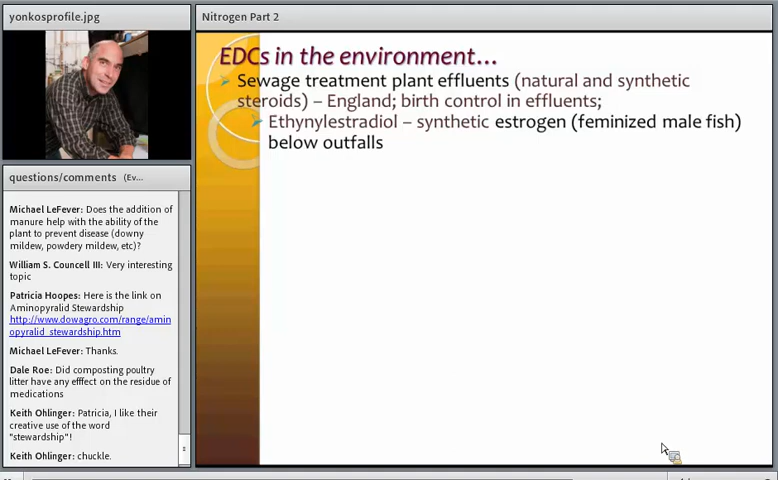 yonkosprofile.jpg
questions/comments (Ev...
Michael LeFever: Does the addition of
manure help with the ability of the
plant to prevent disease (downy
mildew, powdery mildew, etc)?
William S. Councell III: Very interesting
topic
Patricia Hoopes: Here is the link on
Aminopyralid Stewardship
http://www.dowagro.com/range/amin
opyralid_stewardship.htm
Michael LeFever: Thanks.
Dale Roe: Did composting poultry
litter have any efffect on the residue of
medications
Keith Ohlinger: Patricia, I like their
creative use of the word
"stewardship"!
Keith Ohlinger: chuckle.
Nitrogen Part 2
EDCs in the environment...
Sewage treatment plant effluents (natural and synthetic
steroids) – England; birth control in effluents;
Ethynylestradiol – synthetic estrogen (feminized male fish)
below outfalls